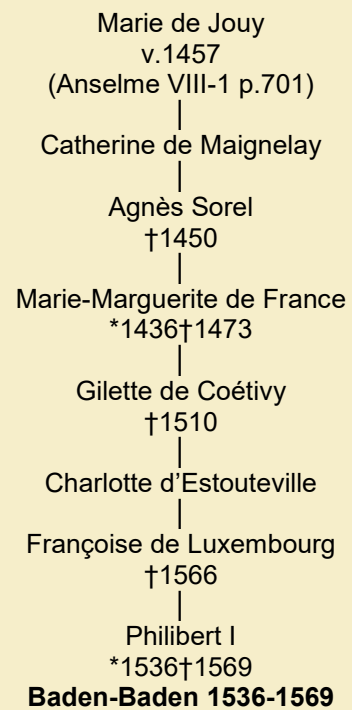 Marie de Jouy
v.1457
(Anselme VIII-1 p.701)
|
Catherine de Maignelay
|
Agnès Sorel
†1450
|
Marie-Marguerite de France
*1436†1473
|
Gilette de Coétivy
†1510
|
Charlotte d’Estouteville
|
Françoise de Luxembourg
†1566
|
Philibert I
*1536†1569
Baden-Baden 1536-1569